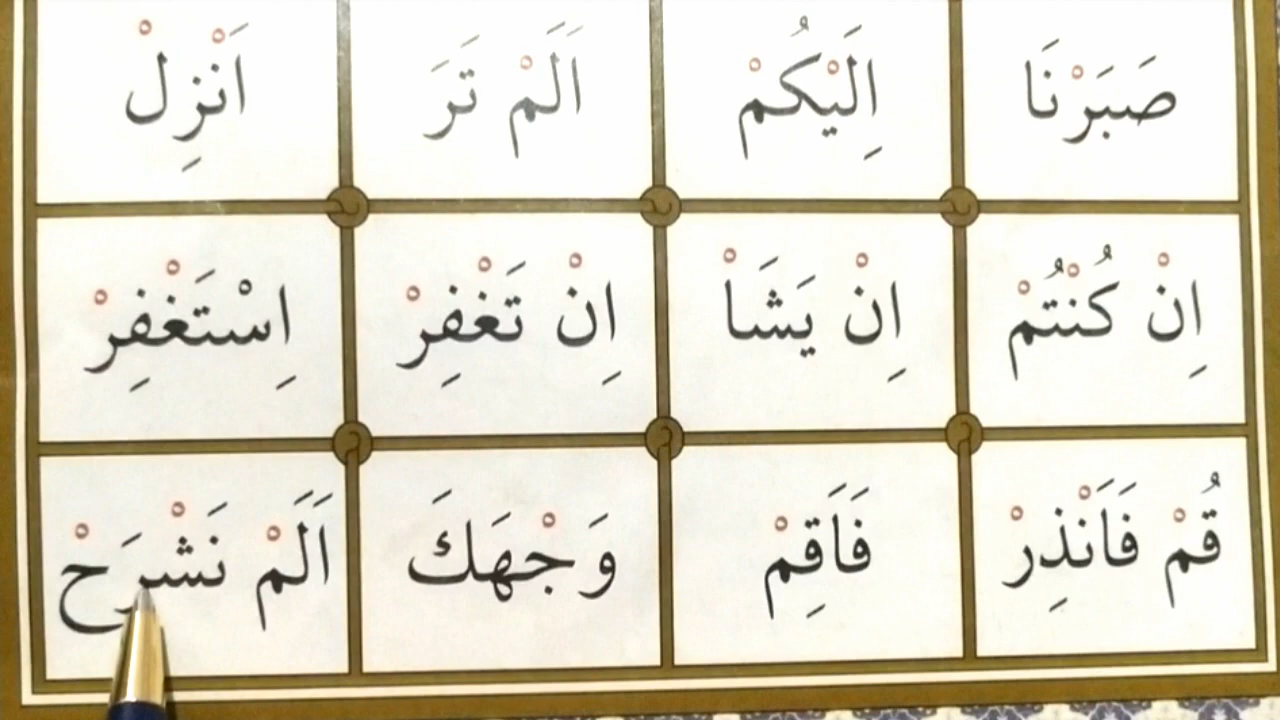 صَبَرْنَا اِلَيْكُمْ اَلَمْ تَرَ اَنْزِلْ
اِنْ كُنْتُمْ اِنْ يَشَاْ اِنْ تَغْفِرْ اِسْتَغْفِرْ
قُمْ فَاَنْذِرْ فَاَقِمْ وَجْهَكَ اَلَمْ نَشْرَحْ